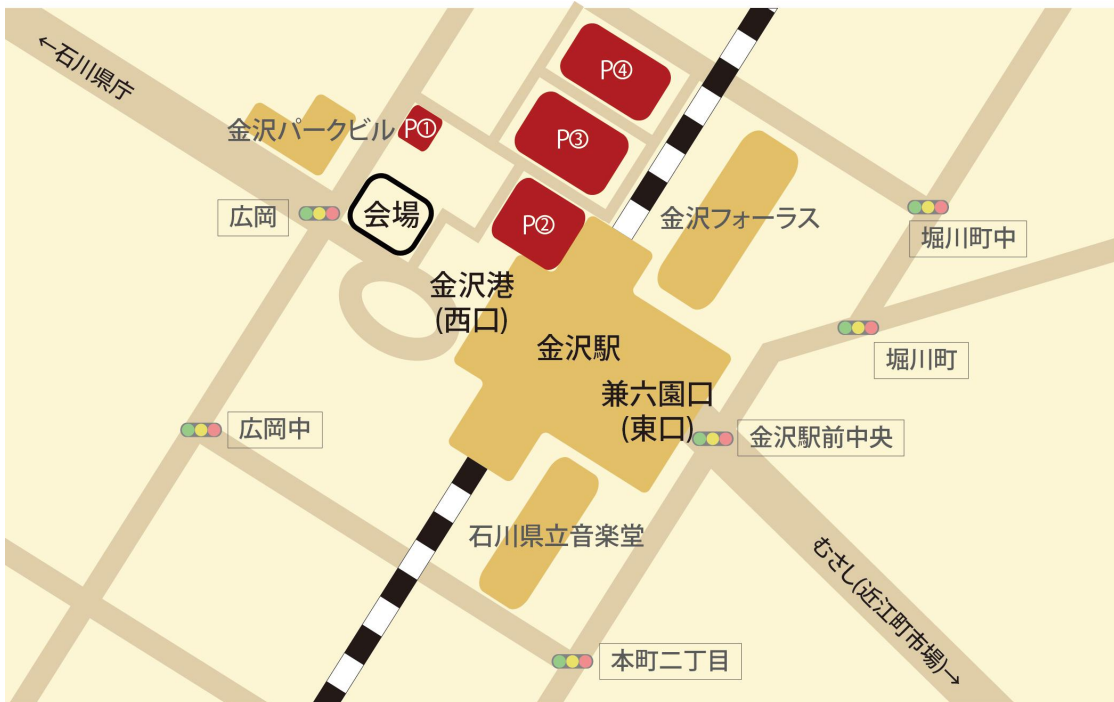 ←石川県庁
P④
P①
P③
金沢パークビル
広岡
会場
P②
金沢フォーラス
堀川町中
金沢港
(西口)
金沢駅
堀川町
兼六園口
(東口)
広岡中
金沢駅前中央
石川県立音楽堂
むさし(近江町市場)→
本町二丁目